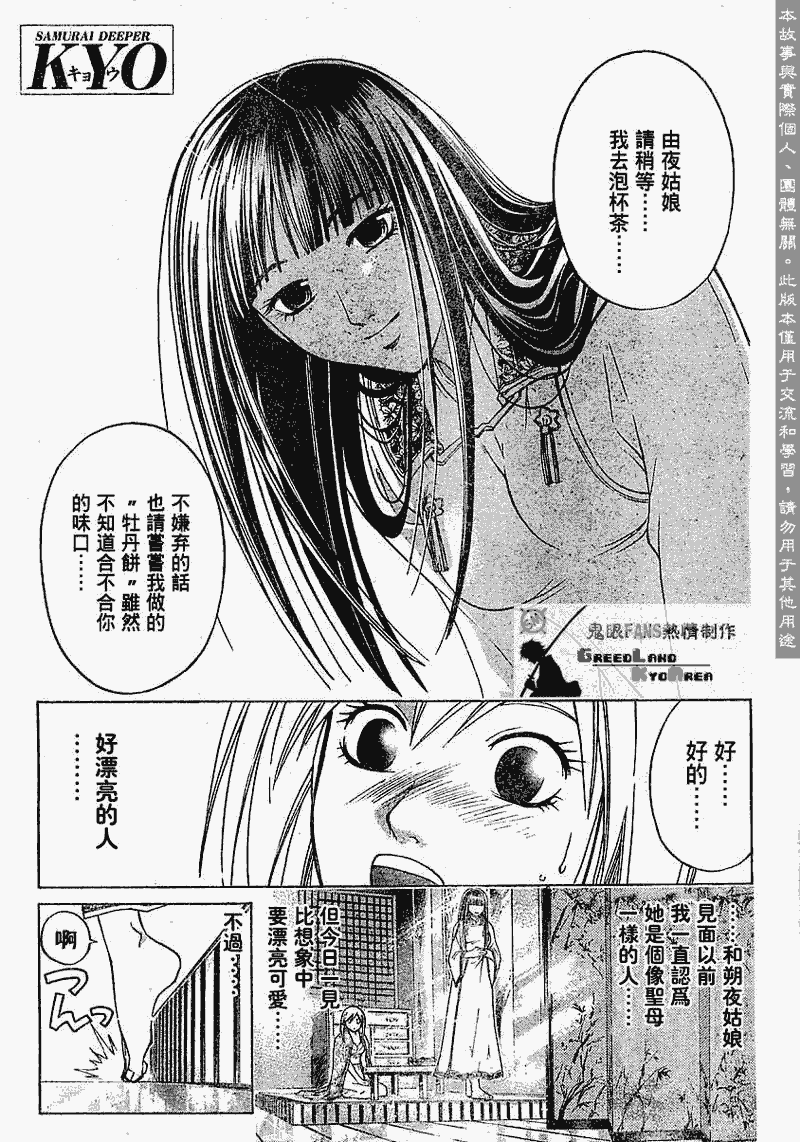 SAMURAI DEEPER
KYO
キョウ
本故事與實際個人、團體無關。此版本僅用于交流和學習，請勿用于其他用途
由夜姑娘
請稍等……
我去泡杯茶……
不嫌弃的話
也請嘗嘗我做的
〝牡丹餅〞雖然
不知道合不合你
的味口……
鬼眼FANS熱情制作
GREEDLAND
KYOAREA
好……
好的……
好漂亮的人
………
……和朔夜姑娘
見面以前
我一直認爲
她是個像聖母
一樣的人……
但今日一見
比想象中
要漂亮可愛……
不過……
啊
つんっ